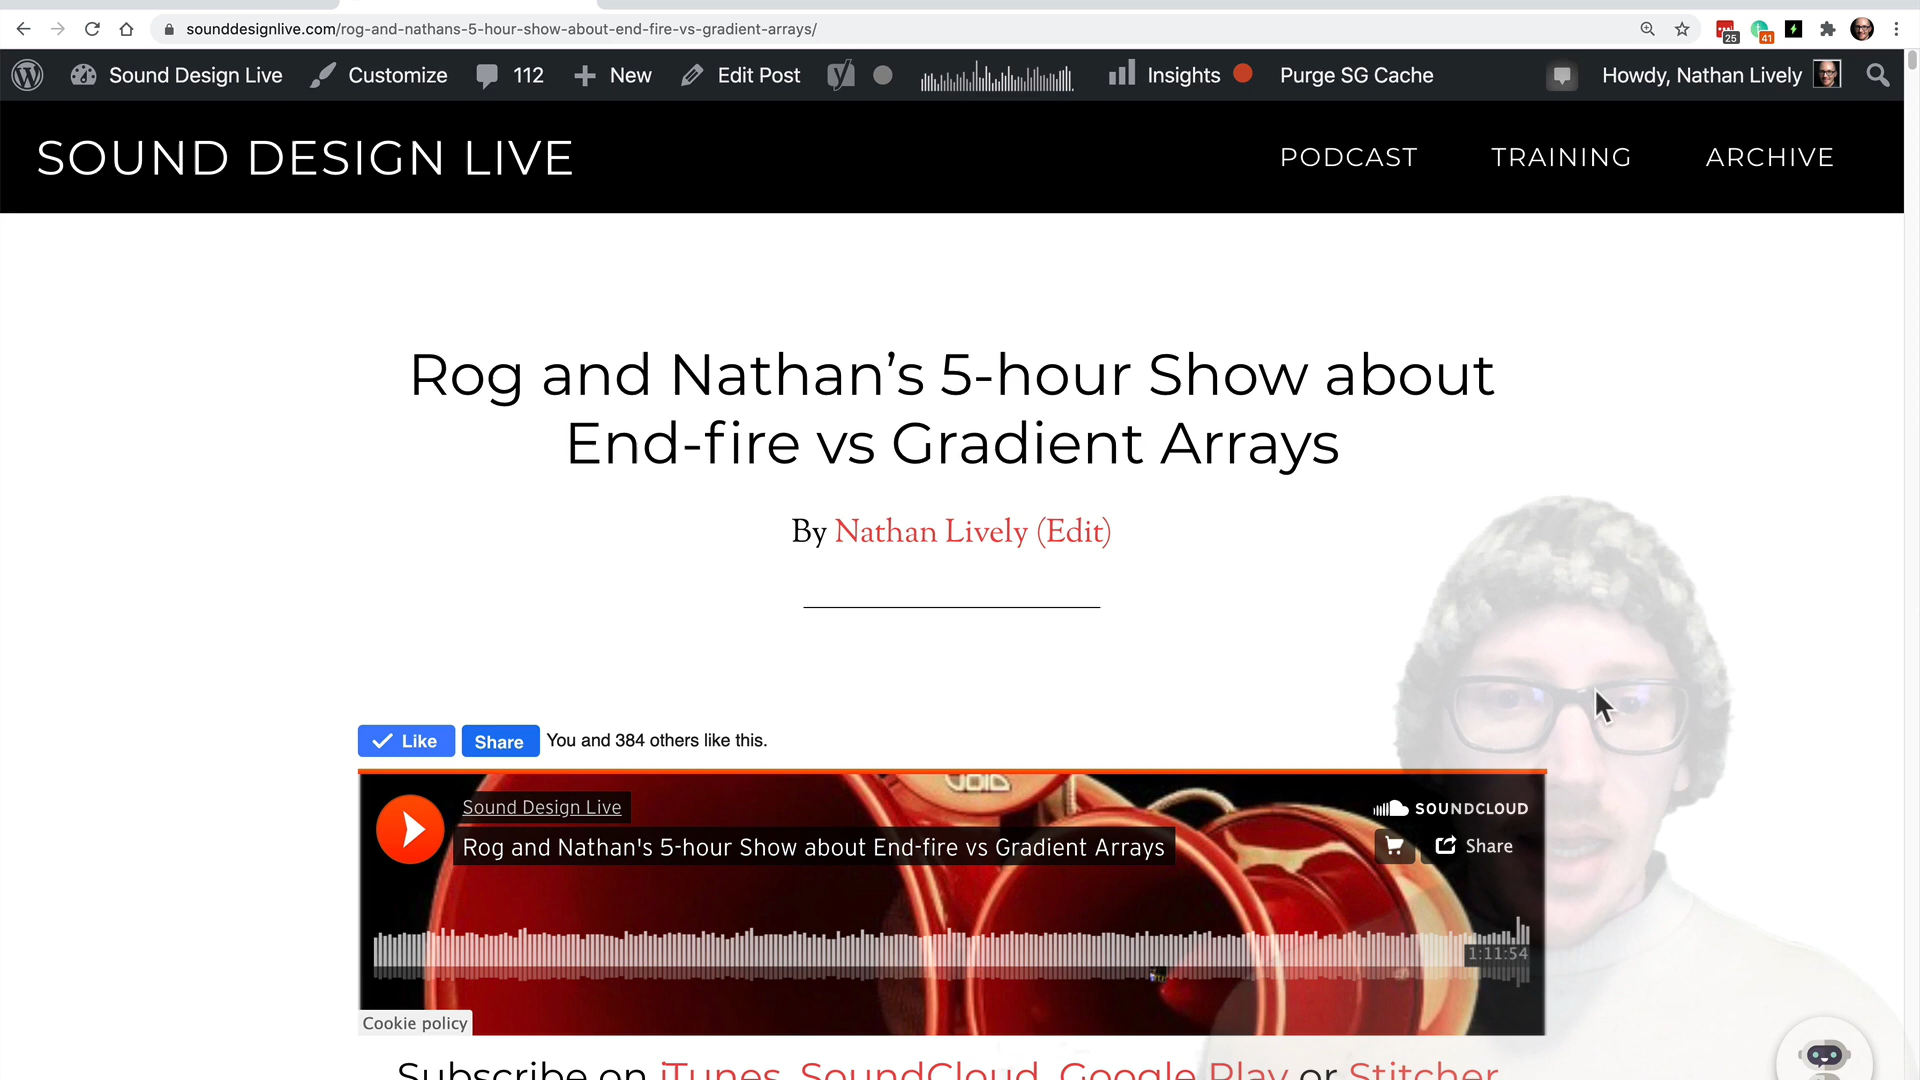 sounddesignlive.com/rog-and-nathans-5-hour-show-about-end-fire-vs-gradient-arrays/
25
41
Sound Design Live
Customize
112
New
Edit Post
Insights
Purge SG Cache
Howdy, Nathan Lively
SOUND DESIGN LIVE
PODCAST
TRAINING
ARCHIVE
Rog and Nathan’s 5-hour Show about
End-fire vs Gradient Arrays
By Nathan Lively (Edit)
Like
Share
You and 384 others like this.
VOID
Sound Design Live
SOUNDCLOUD
Rog and Nathan's 5-hour Show about End-fire vs Gradient Arrays
Share
1:11:54
Cookie policy
Subscribe on iTunes, SoundCloud, Google Play or Stitcher